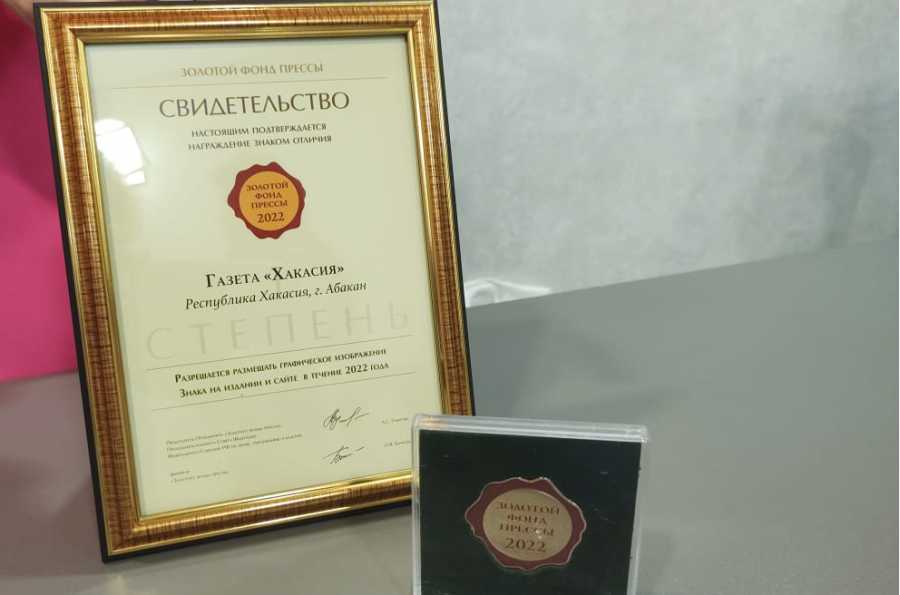 ЗОЛОТОЙ ФОНД ПРЕССЫ
СВИДЕТЕЛЬСТВО
НАСТОЯЩИМ ПОДТВЕРЖДАЕТСЯ
НАГРАЖДЕНИЕ ЗНАКОМ ОТЛИЧИЯ
ЗОЛОТОЙ
ФОНД
ПРЕССЫ
2022
ГАЗЕТА «ХАКАСИЯ»
Республика Хакасия, г. Абакан
СТЕПЕНЬ
РАЗРЕШАЕТСЯ РАЗМЕЩАТЬ ГРАФИЧЕСКОЕ ИЗОБРАЖЕНИЕ
ЗНАКА НА ИЗДАНИИ И САЙТЕ В ТЕЧЕНИЕ 2022 ГОДА
ЗОЛОТОЙ
ФОНД
ПРЕССЫ
2022